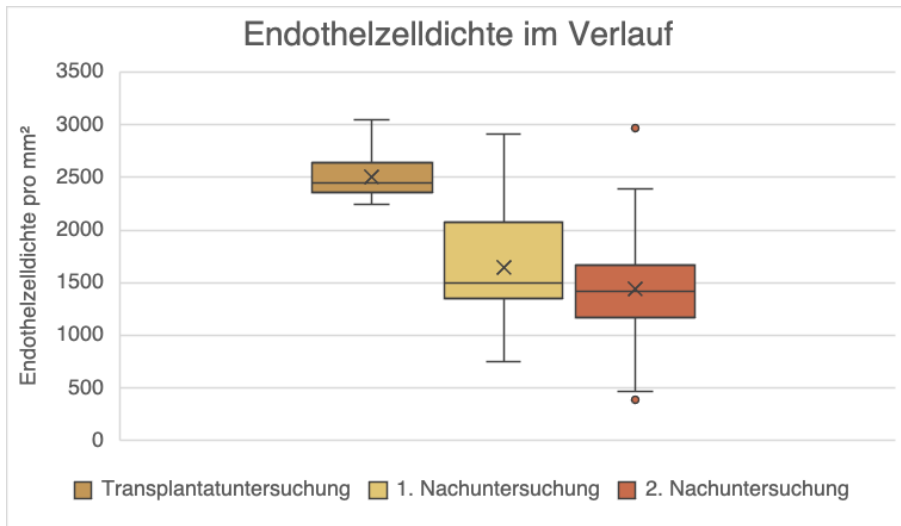 Endothelzelldichte im Verlauf
Endothelzelldichte pro mm²
3500
3000
2500
2000
1500
1000
500
0
Transplantatuntersuchung 1. Nachuntersuchung 2. Nachuntersuchung